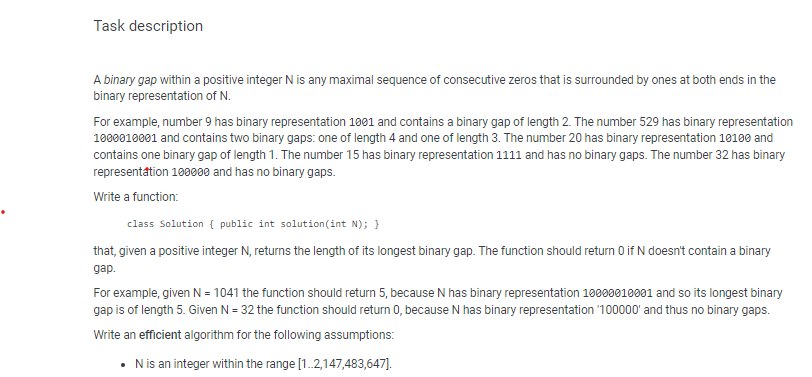 Task description
A binary gap within a positive integer N is any maximal sequence of consecutive zeros that is surrounded by ones at both ends in the
binary representation of N.
For example, number 9 has binary representation 1001 and contains a binary gap of length 2. The number 529 has binary representation
1000010001 and contains two binary gaps: one of length 4 and one of length 3. The number 20 has binary representation 10100 and
contains one binary gap of length 1. The number 15 has binary representation 1111 and has no binary gaps. The number 32 has binary
representation 100000 and has no binary gaps.
Write a function:
class Solution { public int solution(int N); }
that, given a positive integer N, returns the length of its longest binary gap. The function should return 0 if N doesn't contain a binary
gap.
For example, given N = 1041 the function should return 5, because N has binary representation 10000010001 and so its longest binary
gap is of length 5. Given N = 32 the function should return 0, because N has binary representation '100000' and thus no binary gaps.
Write an efficient algorithm for the following assumptions:
• N is an integer within the range [1..2,147,483,647].